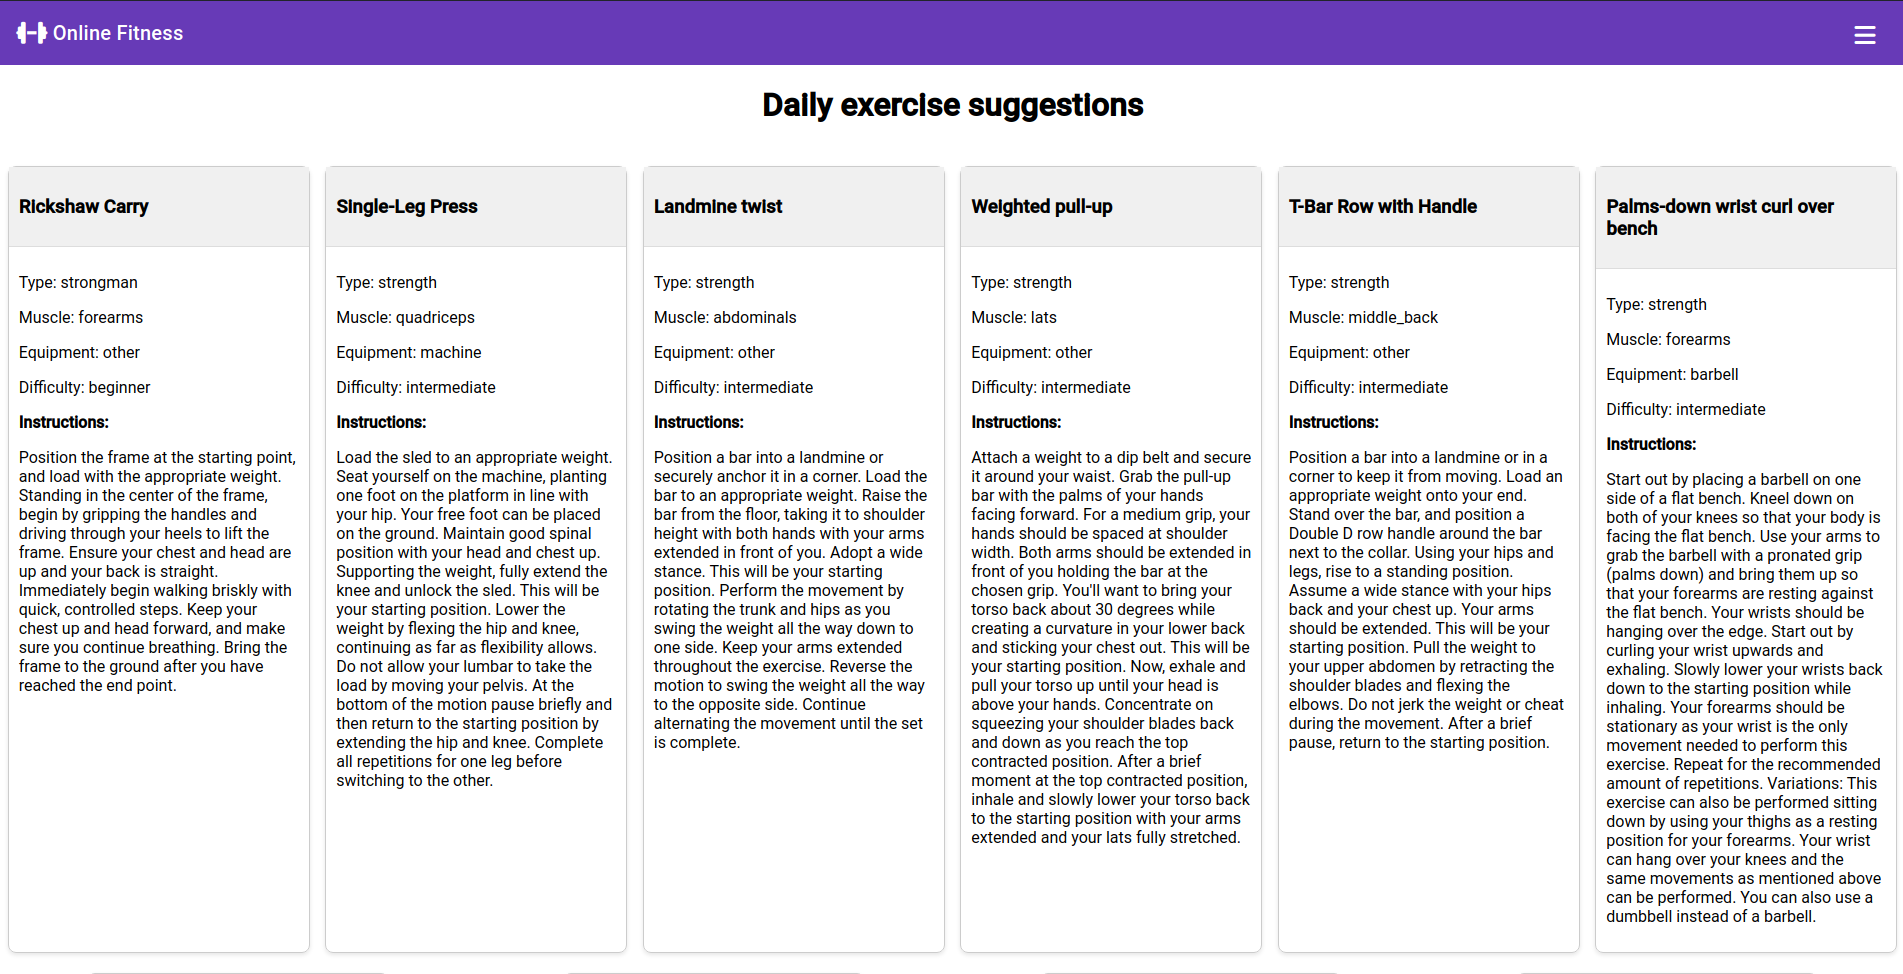 Online Fitness
Daily exercise suggestions
Rickshaw Carry
Type: strongman
Muscle: forearms
Equipment: other
Difficulty: beginner
Instructions:
Position the frame at the starting point,
and load with the appropriate weight.
Standing in the center of the frame,
begin by gripping the handles and
driving through your heels to lift the
frame. Ensure your chest and head are
up and your back is straight.
Immediately begin walking briskly with
quick, controlled steps. Keep your
chest up and head forward, and make
sure you continue breathing. Bring the
frame to the ground after you have
reached the end point.
Single-Leg Press
Type: strength
Muscle: quadriceps
Equipment: machine
Difficulty: intermediate
Instructions:
Load the sled to an appropriate weight.
Seat yourself on the machine, planting
one foot on the platform in line with
your hip. Your free foot can be placed
on the ground. Maintain good spinal
position with your head and chest up.
Supporting the weight, fully extend the
knee and unlock the sled. This will be
your starting position. Lower the
weight by flexing the hip and knee,
continuing as far as flexibility allows.
Do not allow your lumbar to take the
load by moving your pelvis. At the
bottom of the motion pause briefly and
then return to the starting position by
extending the hip and knee. Complete
all repetitions for one leg before
switching to the other.
Landmine twist
Type: strength
Muscle: abdominals
Equipment: other
Difficulty: intermediate
Instructions:
Position a bar into a landmine or
securely anchor it in a corner. Load the
bar to an appropriate weight. Raise the
bar from the floor, taking it to shoulder
height with both hands with your arms
extended in front of you. Adopt a wide
stance. This will be your starting
position. Perform the movement by
rotating the trunk and hips as you
swing the weight all the way down to
one side. Keep your arms extended
throughout the exercise. Reverse the
motion to swing the weight all the way
to the opposite side. Continue
alternating the movement until the set
is complete.
Weighted pull-up
Type: strength
Muscle: lats
Equipment: other
Difficulty: intermediate
Instructions:
Attach a weight to a dip belt and secure
it around your waist. Grab the pull-up
bar with the palms of your hands
facing forward. For a medium grip, your
hands should be spaced at shoulder
width. Both arms should be extended in
front of you holding the bar at the
chosen grip. You'll want to bring your
torso back about 30 degrees while
creating a curvature in your lower back
and sticking your chest out. This will be
your starting position. Now, exhale and
pull your torso up until your head is
above your hands. Concentrate on
squeezing your shoulder blades back
and down as you reach the top
contracted position. After a brief
moment at the top contracted position,
inhale and slowly lower your torso back
to the starting position with your arms
extended and your lats fully stretched.
T-Bar Row with Handle
Type: strength
Muscle: middle_back
Equipment: other
Difficulty: intermediate
Instructions:
Position a bar into a landmine or in a
corner to keep it from moving. Load an
appropriate weight onto your end.
Stand over the bar, and position a
Double D row handle around the bar
next to the collar. Using your hips and
legs, rise to a standing position.
Assume a wide stance with your hips
back and your chest up. Your arms
should be extended. This will be your
starting position. Pull the weight to
your upper abdomen by retracting the
shoulder blades and flexing the
elbows. Do not jerk the weight or cheat
during the movement. After a brief
pause, return to the starting position.
Palms-down wrist curl over
bench
Type: strength
Muscle: forearms
Equipment: barbell
Difficulty: intermediate
Instructions:
Start out by placing a barbell on one
side of a flat bench. Kneel down on
both of your knees so that your body is
facing the flat bench. Use your arms to
grab the barbell with a pronated grip
(palms down) and bring them up so
that your forearms are resting against
the flat bench. Your wrists should be
hanging over the edge. Start out by
curling your wrist upwards and
exhaling. Slowly lower your wrists back
down to the starting position while
inhaling. Your forearms should be
stationary as your wrist is the only
movement needed to perform this
exercise. Repeat for the recommended
amount of repetitions. Variations: This
exercise can also be performed sitting
down by using your thighs as a resting
position for your forearms. Your wrist
can hang over your knees and the
same movements as mentioned above
can be performed. You can also use a
dumbbell instead of a barbell.